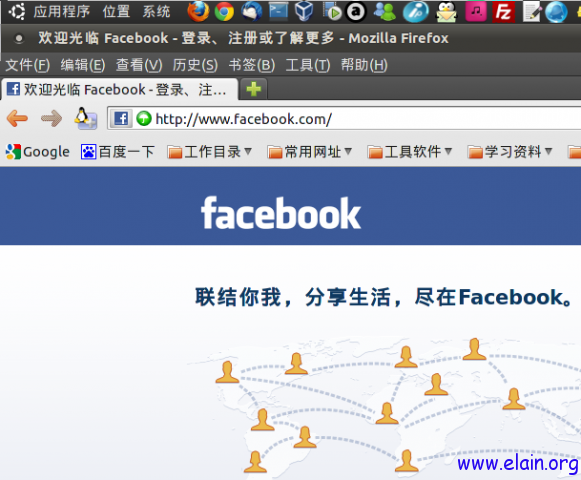 应用程序 位置 系统
欢迎光临 Facebook - 登录、注册或了解更多 - Mozilla Firefox
文件(F) 编辑(E) 查看(V) 历史(S) 书签(B) 工具(T) 帮助(H)
欢迎光临 Facebook - 登录、注...
http://www.facebook.com/
Google 百度一下 工作目录 常用网址 工具软件 学习资料
facebook
联结你我，分享生活，尽在Facebook。
www.elain.org